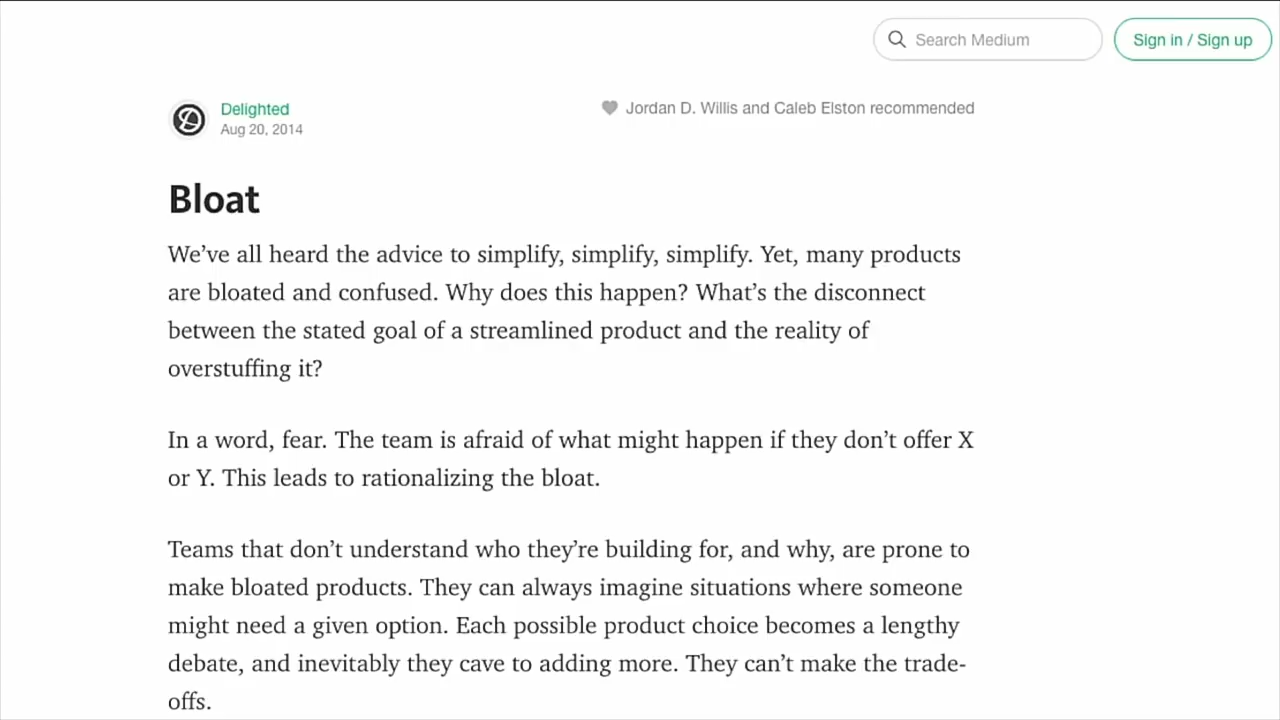 Search Medium
Sign in / Sign up
Delighted
Aug 20, 2014
Jordan D. Willis and Caleb Elston recommended
Bloat
We’ve all heard the advice to simplify, simplify, simplify. Yet, many products
are bloated and confused. Why does this happen? What’s the disconnect
between the stated goal of a streamlined product and the reality of
overstuffing it?
In a word, fear. The team is afraid of what might happen if they don’t offer X
or Y. This leads to rationalizing the bloat.
Teams that don’t understand who they’re building for, and why, are prone to
make bloated products. They can always imagine situations where someone
might need a given option. Each possible product choice becomes a lengthy
debate, and inevitably they cave to adding more. They can’t make the trade-
offs.